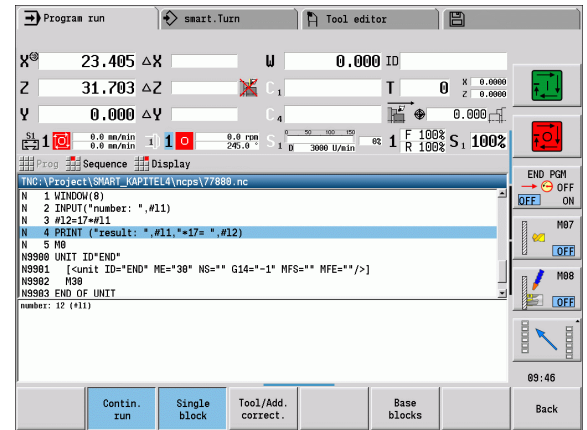 Program run smart.Turn Tool editor
X 23.405 △X W 0.000 ID
Z 31.703 △Z C 1 T 0 X 0.0000 Z 0.0000
Y 0.000 △Y C 4 0.000
S1 1 0.0 mm/min 0.0 mm/min 1) 1 0.0 rpm 245.0 ° S 1 0 50 100 150 D 3000 U/min 0% 1 F 100% R 100% S1 100%
Prog Sequence Display
TNC:\Project\SMART_KAPITEL4\ncps\77880.nc
N 1 WINDOW(8)
N 2 INPUT("number: ",#l1)
N 3 #l2=17*#l1
N 4 PRINT ("result: ",#l1,"*17= ",#l2)
N 5 M0
N9900 UNIT ID"END"
N9901 [<unit ID="END" ME="30" NS="" G14="-1" MFS="" MFE=""/>]
N9902 M30
N9903 END OF UNIT
number: 12 (#l1)
END PGM
OFF
OFF ON
M07
OFF
M08
OFF
09:46
Contin. run
Single block
Tool/Add. correct.
Base blocks
Back